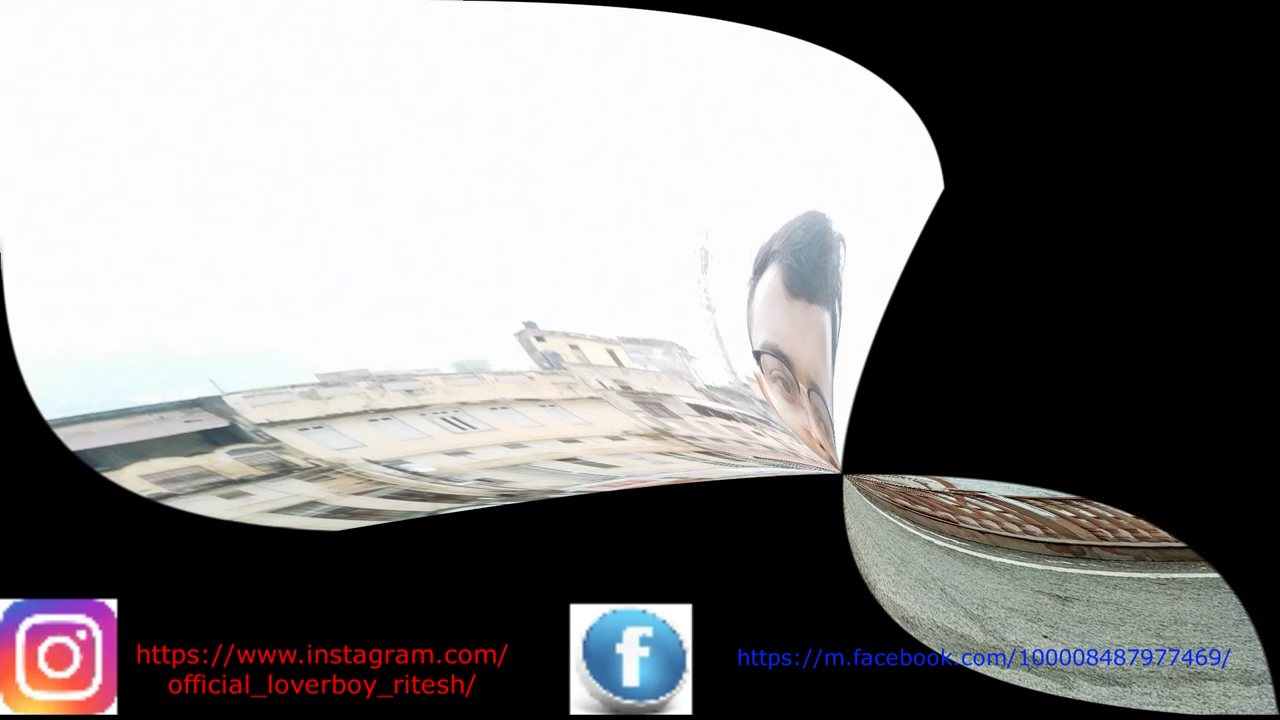 https://www.instagram.com/
official_loverboy_ritesh/
https://m.facebook.com/100008487977469/